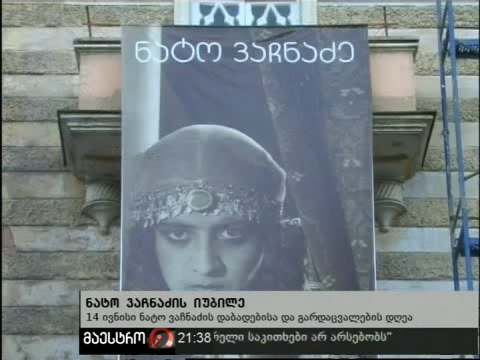 ნატო ვაჩნაძე
ნატო ვაჩნაძის იუბილე
14 ივნისი ნატო ვაჩნაძის დაბადებისა და გარდაცვალების დღეა
მაესტრო 21:38 რელი საკითხები არ არსებობს"